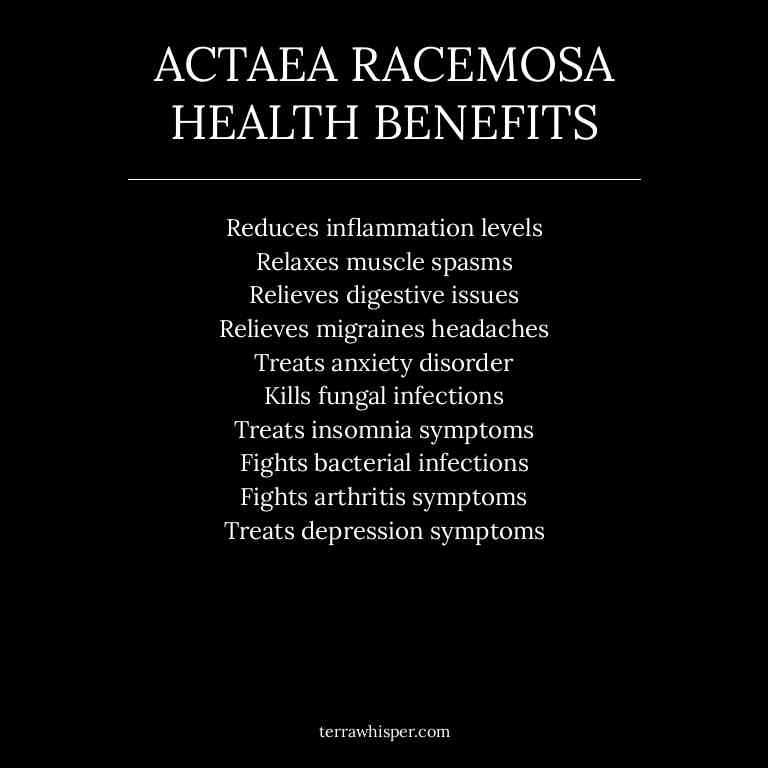 ACTAEA RACEMOSA
HEALTH BENEFITS
Reduces inflammation levels
Relaxes muscle spasms
Relieves digestive issues
Relieves migraines headaches
Treats anxiety disorder
Kills fungal infections
Treats insomnia symptoms
Fights bacterial infections
Fights arthritis symptoms
Treats depression symptoms
terrawhisper.com